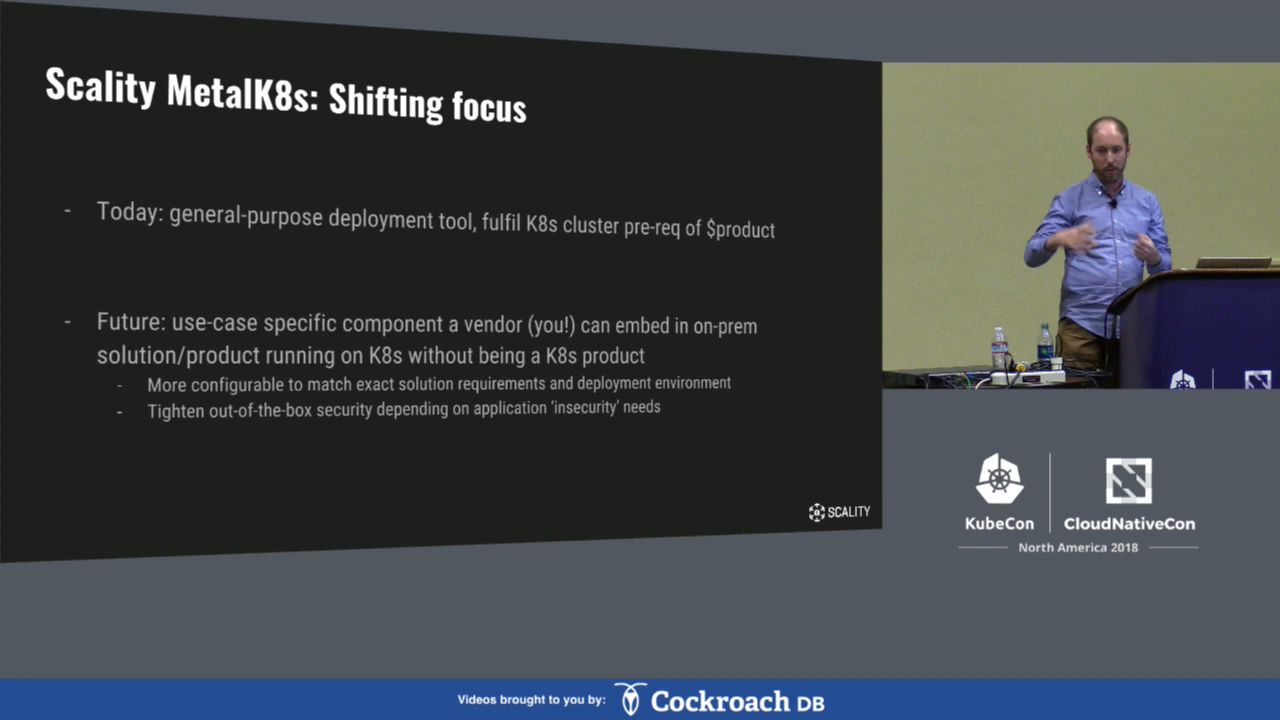 Scality MetalK8s: Shifting focus
- Today: general-purpose deployment tool, fulfil K8s cluster pre-req of $product
- Future: use-case specific component a vendor (you!) can embed in on-prem
solution/product running on K8s without being a K8s product
- More configurable to match exact solution requirements and deployment environment
- Tighten out-of-the-box security depending on application ‘insecurity’ needs
SCALITY
KubeCon
CloudNativeCon
North America 2018
Videos brought to you by:
Cockroach DB